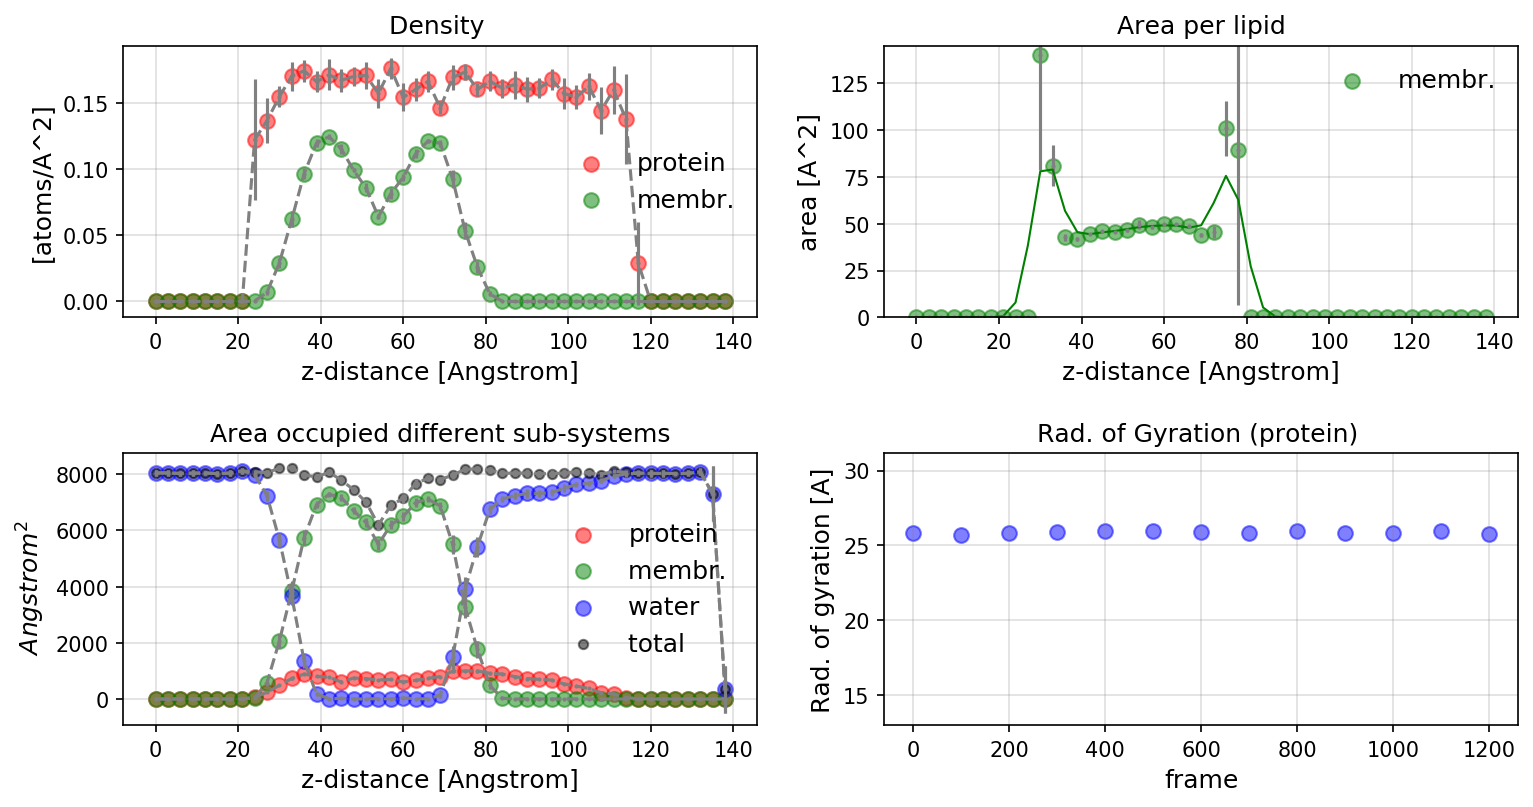 Density
[atoms/A^2]
0.15
0.10
0.05
0.00
protein
membr.
0 20 40 60 80 100 120 140
z-distance [Angstrom]
Area per lipid
area [A^2]
125
100
75
50
25
0
membr.
0 20 40 60 80 100 120 140
z-distance [Angstrom]
Area occupied different sub-systems
Angstrom^2
8000
6000
4000
2000
0
protein
membr.
water
total
0 20 40 60 80 100 120 140
z-distance [Angstrom]
Rad. of Gyration (protein)
Rad. of gyration [A]
30
25
20
15
0 200 400 600 800 1000 1200
frame